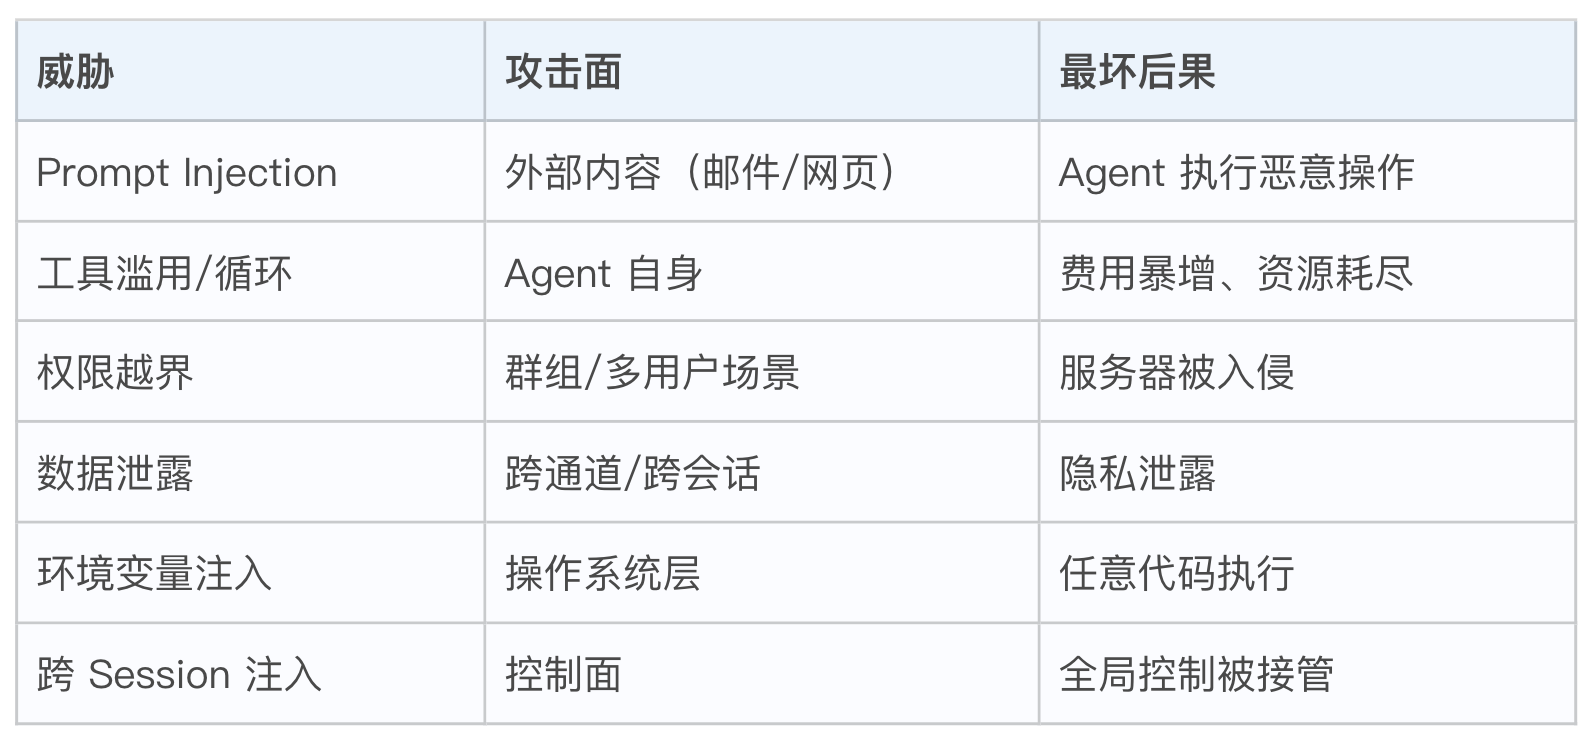 威胁 攻击面 最坏后果
Prompt Injection 外部内容（邮件/网页） Agent 执行恶意操作
工具滥用/循环 Agent 自身 费用暴增、资源耗尽
权限越界 群组/多用户场景 服务器被入侵
数据泄露 跨通道/跨会话 隐私泄露
环境变量注入 操作系统层 任意代码执行
跨 Session 注入 控制面 全局控制被接管